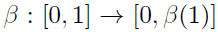 β : [0, 1] → [0, β(1)]